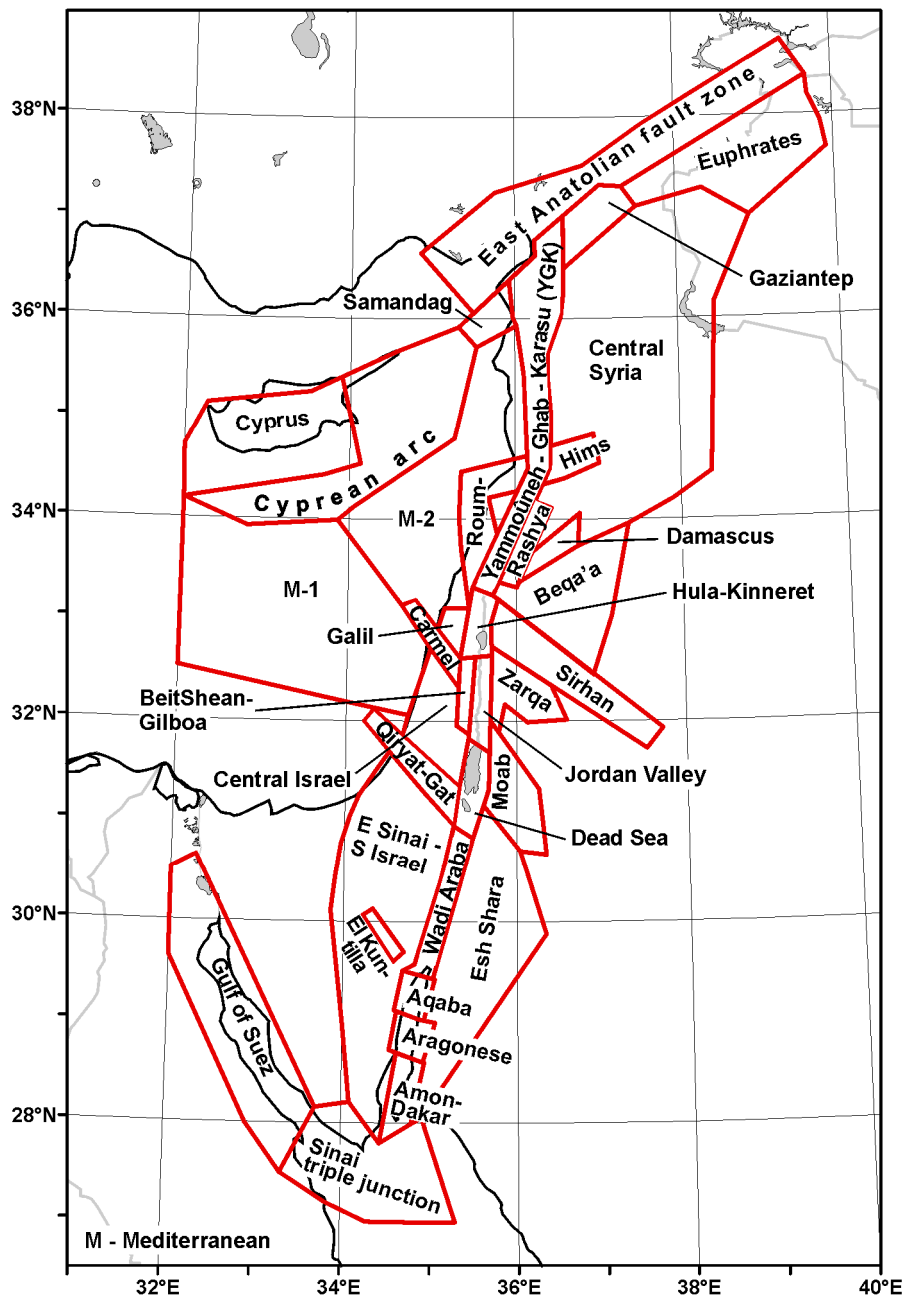 38°N
East Anatolian fault zone
Euphrates
Gaziantep
36°N
Samandag
Central
Syria
Yammoûneh - Ghab - Karasu (YGK)
Cyprus
Cyprean arc
Hims
34°N
M-2
Roum-
Rashya
Damascus
M-1
Beqa'a
Hula-Kinneret
Galil
Carmel
Sirhan
Zarqa
BeitShean-
Gilboa
32°N
Qiryat-Gat
Central Israel
Moab
Jordan Valley
E Sinai -
S Israel
Dead Sea
Wadi Araba
Esh Shara
30°N
El Kun-
tilla
Gulf of Suez
Aqaba
Aragonese
Amon-
Dakar
28°N
Sinai
triple junction
M - Mediterranean
32°E
34°E
36°E
38°E
40°E